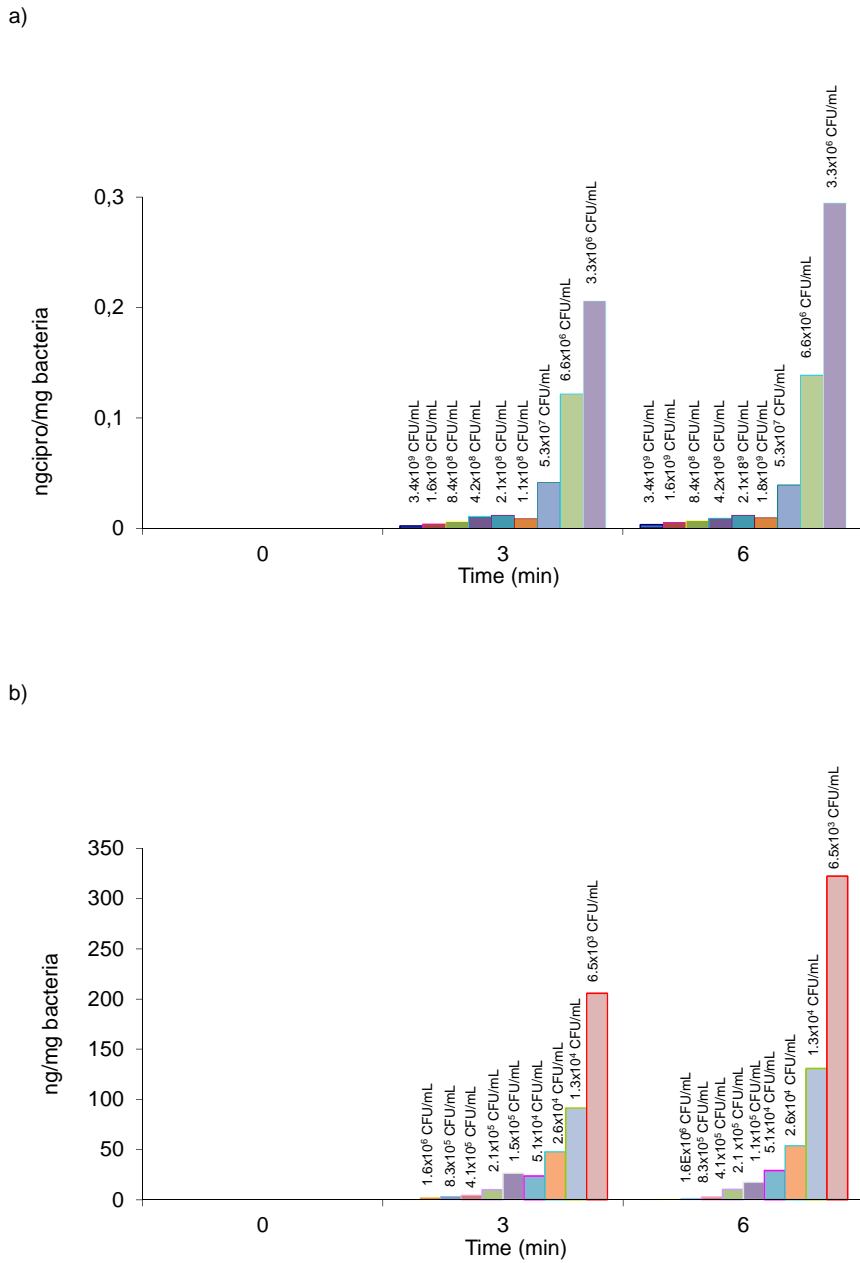 a)
ngcipro/mg bacteria
0,3
0,2
0,1
0
3.4x10⁹ CFU/mL
1.6x10⁹ CFU/mL
8.4x10⁸ CFU/mL
4.2x10⁸ CFU/mL
2.1x10⁸ CFU/mL
1.1x10⁸ CFU/mL
5.3x10⁷ CFU/mL
6.6x10⁶ CFU/mL
3.3x10⁶ CFU/mL
3.4x10⁹ CFU/mL
1.6x10⁹ CFU/mL
8.4x10⁸ CFU/mL
4.2x10⁸ CFU/mL
2.1x18⁹ CFU/mL
1.8x10⁹ CFU/mL
5.3x10⁷ CFU/mL
6.6x10⁶ CFU/mL
3.3x10⁶ CFU/mL
0 3 6
Time (min)
b)
ng/mg bacteria
350
300
250
200
150
100
50
0
1.6x10⁶ CFU/mL
8.3x10⁵ CFU/mL
4.1x10⁵ CFU/mL
2.1x10⁵ CFU/mL
1.5x10⁵ CFU/mL
5.1x10⁴ CFU/mL
2.6x10⁴ CFU/mL
1.3x10⁴ CFU/mL
6.5x10³ CFU/mL
1.6Ex10⁶ CFU/mL
8.3x10⁵ CFU/mL
4.1x10⁵ CFU/mL
2.1 x10⁵ CFU/mL
1.1x10⁵ CFU/mL
5.1x10⁴ CFU/mL
2.6x10⁴ CFU/mL
1.3x10⁴ CFU/mL
6.5x10³ CFU/mL
0 3 6
Time (min)